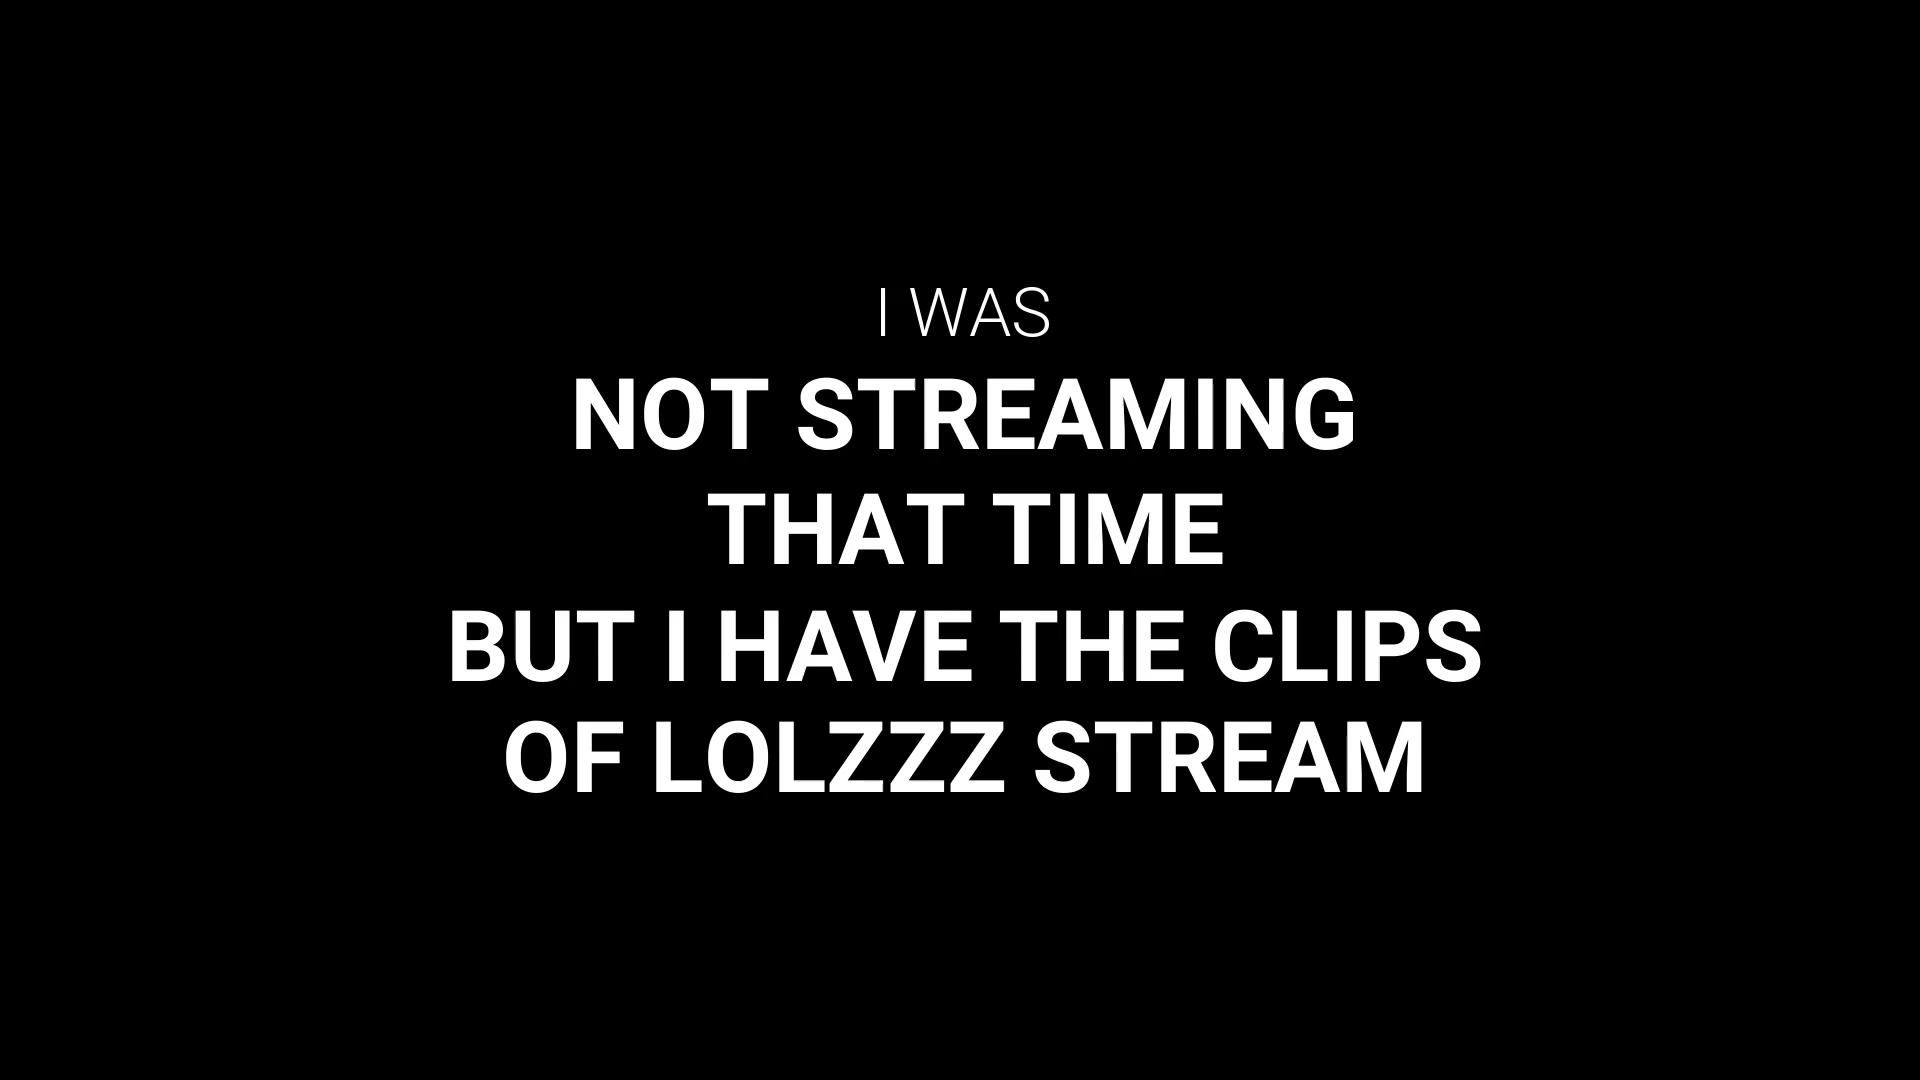 I WAS
NOT STREAMING
THAT TIME
BUT I HAVE THE CLIPS
OF LOLZZZ STREAM